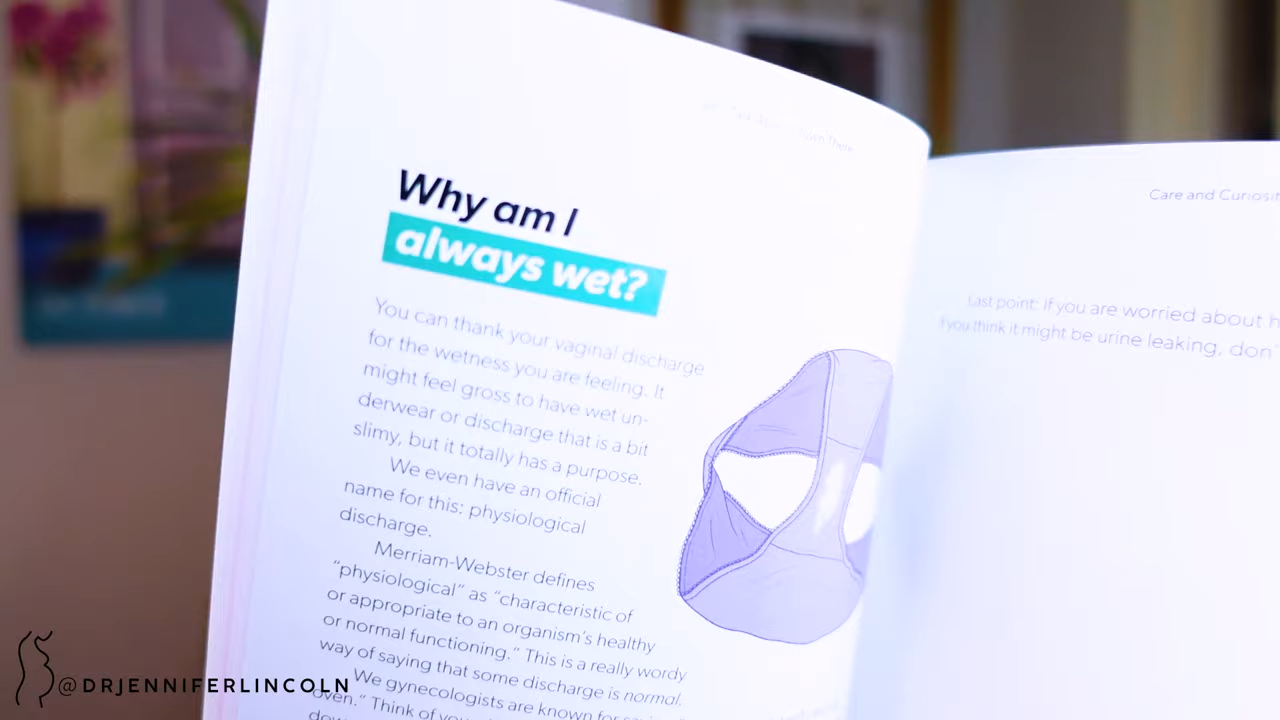 Why am I
always wet?
You can thank your vaginal discharge
for the wetness you are feeling. It
might feel gross to have wet un-
derwear or discharge that is a bit
slimy, but it totally has a purpose.
We even have an official
name for this: physiological
discharge.
Merriam-Webster defines
“physiological” as “characteristic of
or appropriate to an organism’s healthy
or normal functioning.” This is a really wordy
way of saying that some discharge is normal.
We gynecologists are known for
oven.” Think of
Care and Curiosit
Last point: If you are worried about h
if you think it might be urine leaking, don’
@DRJENNIFERLINCOLN